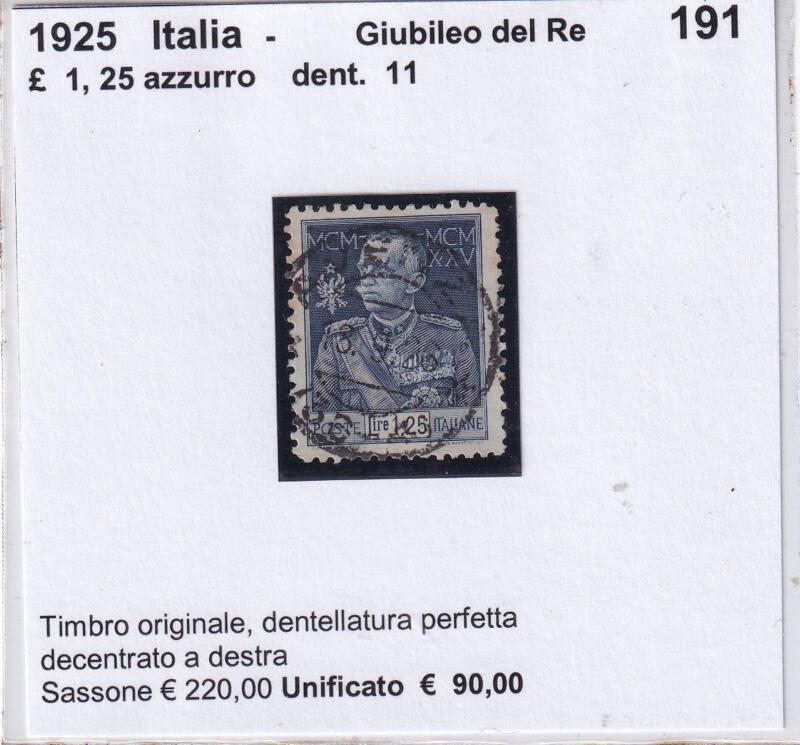 1925 Italia - Giubileo del Re 191
£ 1, 25 azzurro dent. 11
MCM MCM
XXV
POSTE Lire 1.25 ITALIANE
Timbro originale, dentellatura perfetta
decentrato a destra
Sassone € 220,00 Unificato € 90,00